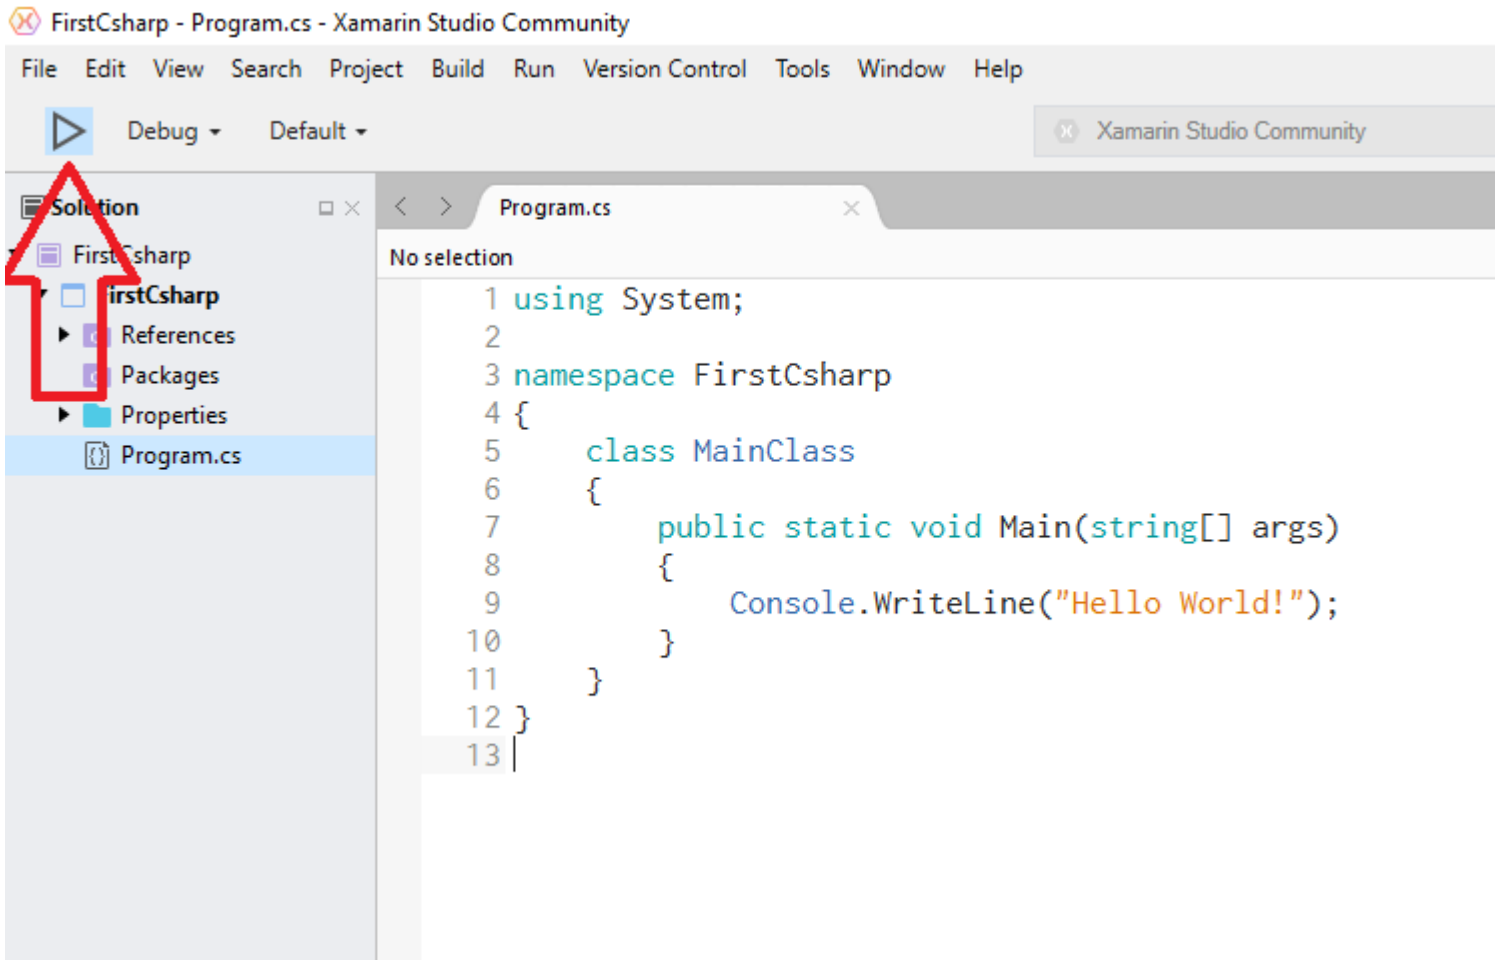 FirstCsharp - Program.cs - Xamarin Studio Community
File Edit View Search Project Build Run Version Control Tools Window Help
Debug Default Xamarin Studio Community
Solution
Program.cs
FirstCsharp
No selection
FirstCsharp
References
Packages
Properties
Program.cs
1 using System;
2
3 namespace FirstCsharp
4 {
5     class MainClass
6     {
7         public static void Main(string[] args)
8         {
9             Console.WriteLine("Hello World!");
10         }
11     }
12 }
13